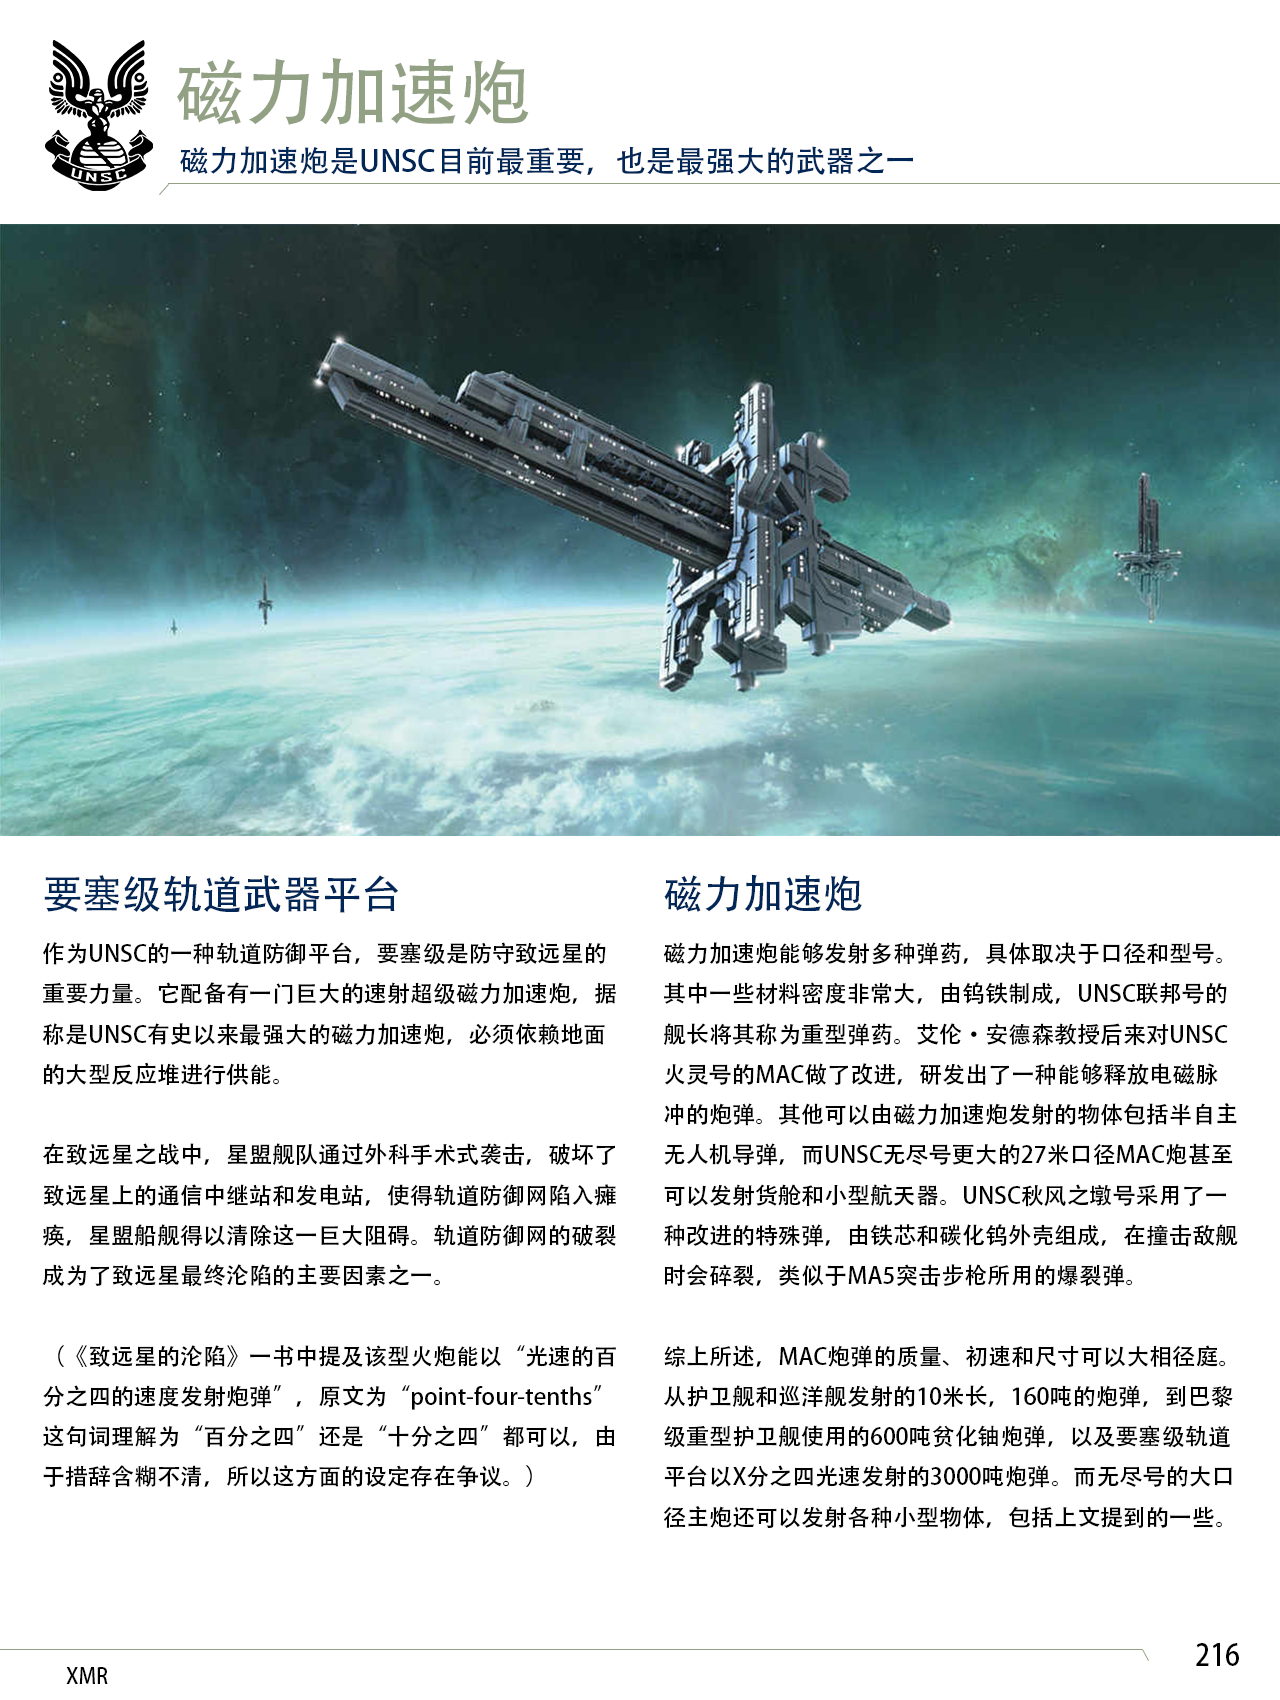 UNSC
磁力加速炮
磁力加速炮是UNSC目前最重要，也是最强大的武器之一
要塞级轨道武器平台
作为UNSC的一种轨道防御平台，要塞级是防守致远星的
重要力量。它配备有一门巨大的速射超级磁力加速炮，据
称是UNSC有史以来最强大的磁力加速炮，必须依赖地面
的大型反应堆进行供能。
在致远星之战中，星盟舰队通过外科手术式袭击，破坏了
致远星上的通信中继站和发电站，使得轨道防御网陷入瘫
痪，星盟船舰得以清除这一巨大阻碍。轨道防御网的破裂
成为了致远星最终沦陷的主要因素之一。
（《致远星的沦陷》一书中提及该型火炮能以“光速的百
分之四的速度发射炮弹”，原文为“point-four-tenths”
这句词理解为“百分之四”还是“十分之四”都可以，由
于措辞含糊不清，所以这方面的设定存在争议。）
磁力加速炮
磁力加速炮能够发射多种弹药，具体取决于口径和型号。
其中一些材料密度非常大，由钨铁制成，UNSC联邦号的
舰长将其称为重型弹药。艾伦·安德森教授后来对UNSC
火灵号的MAC做了改进，研发出了一种能够释放电磁脉
冲的炮弹。其他可以由磁力加速炮发射的物体包括半自主
无人机导弹，而UNSC无尽号更大的27米口径MAC炮甚至
可以发射货舱和小型航天器。UNSC秋风之墩号采用了一
种改进的特殊弹，由铁芯和碳化钨外壳组成，在撞击敌舰
时会碎裂，类似于MA5突击步枪所用的爆裂弹。
综上所述，MAC炮弹的质量、初速和尺寸可以大相径庭。
从护卫舰和巡洋舰发射的10米长，160吨的炮弹，到巴黎
级重型护卫舰使用的600吨贫化铀炮弹，以及要塞级轨道
平台以X分之四光速发射的3000吨炮弹。而无尽号的大口
径主炮还可以发射各种小型物体，包括上文提到的一些。
216
XMR